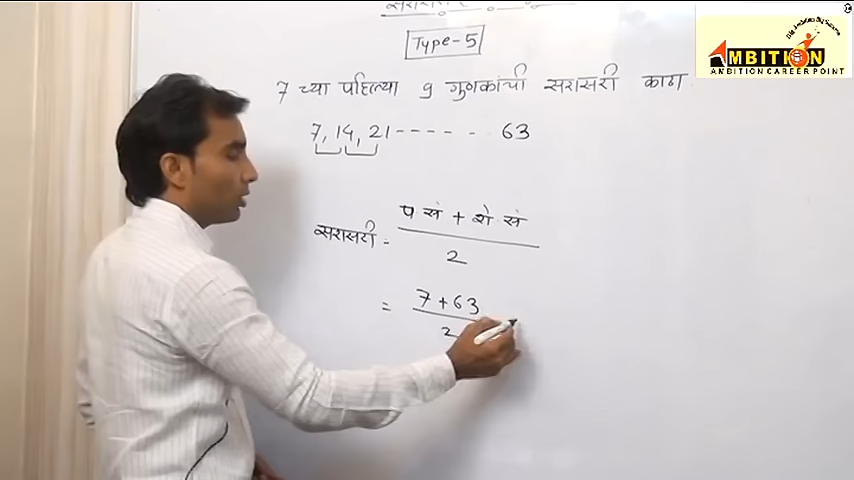 Type-5
7 च्या पहिल्या 9 गुणकांची सरासरी काढा
7, 14, 21 ------ 63
सरासरी = प सं + शे सं
2
= 7+63
2
AMBITION
AMBITION CAREER POINT